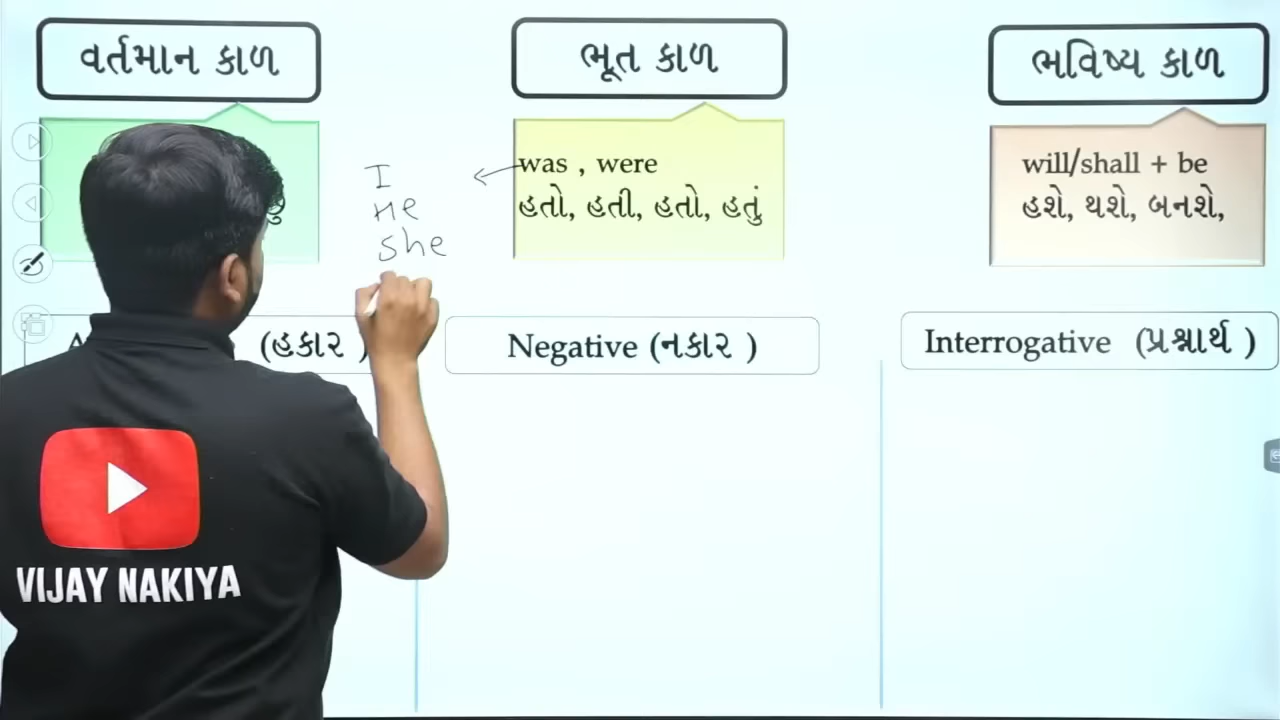 વર્તમાન કાળ
ભૂત કાળ
ભવિષ્ય કાળ
was , were
હતો, હતી, હતો, હતું
will/shall + be
હશે, થશે, બનશે,
I
He
She
(હકાર )
Negative (નકાર )
Interrogative (પ્રશ્નાર્થ )
VIJAY NAKIYA